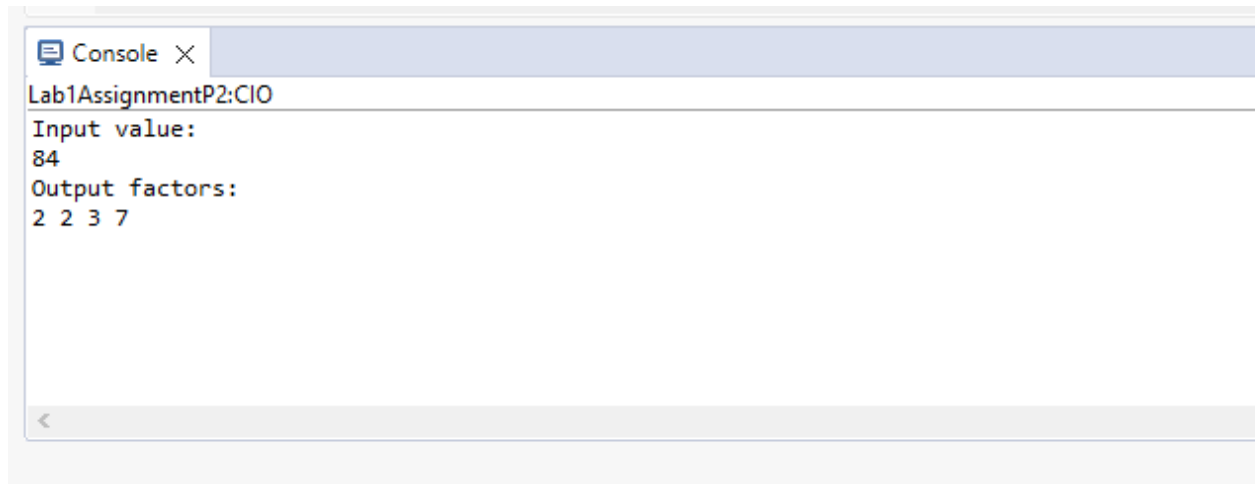 Console
Lab1AssignmentP2:CIO
Input value:
84
Output factors:
2 2 3 7